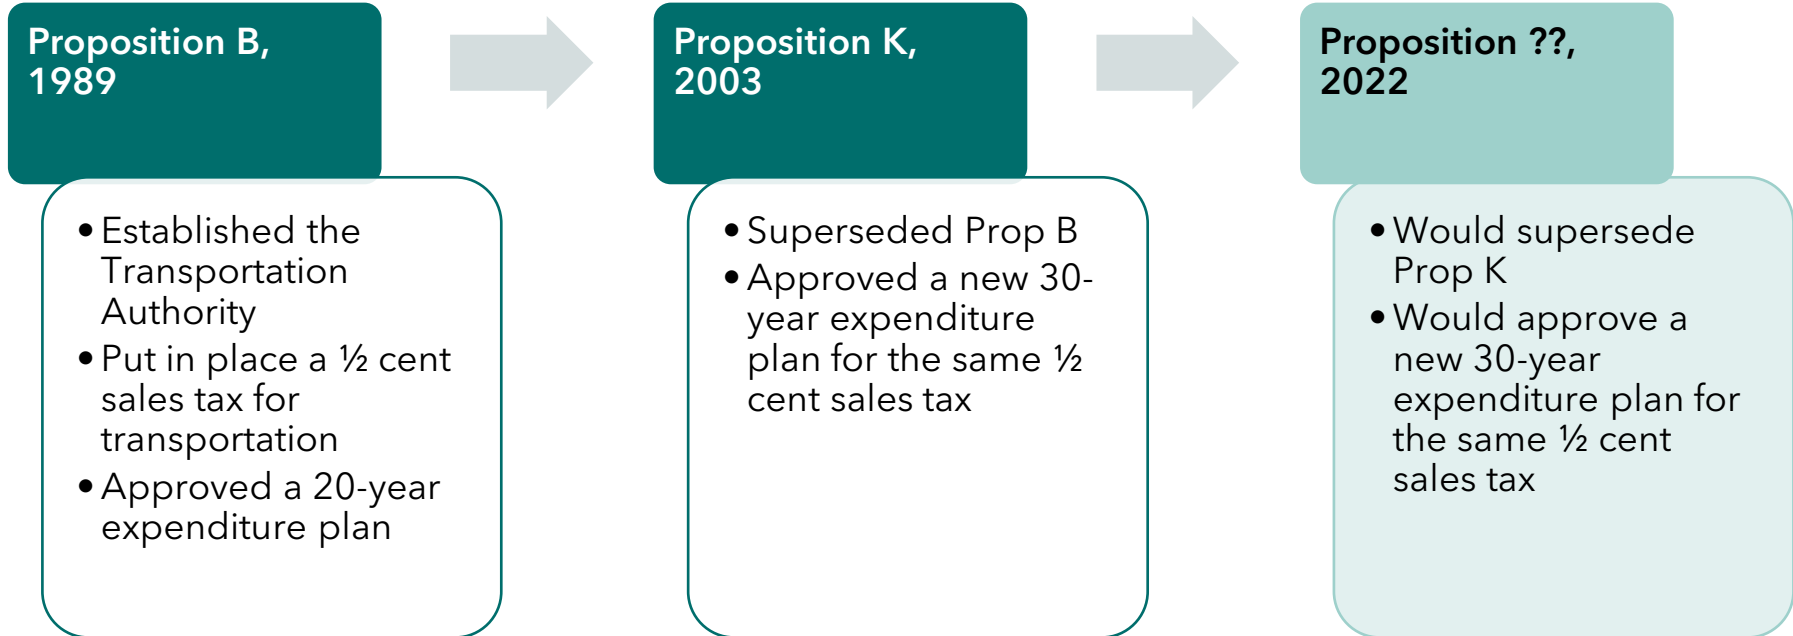 Proposition B,
1989
• Established the
Transportation
Authority
• Put in place a ½ cent
sales tax for
transportation
• Approved a 20-year
expenditure plan
Proposition K,
2003
• Superseded Prop B
• Approved a new 30-
year expenditure
plan for the same ½
cent sales tax
Proposition ??,
2022
• Would supersede
Prop K
• Would approve a
new 30-year
expenditure plan for
the same ½ cent
sales tax